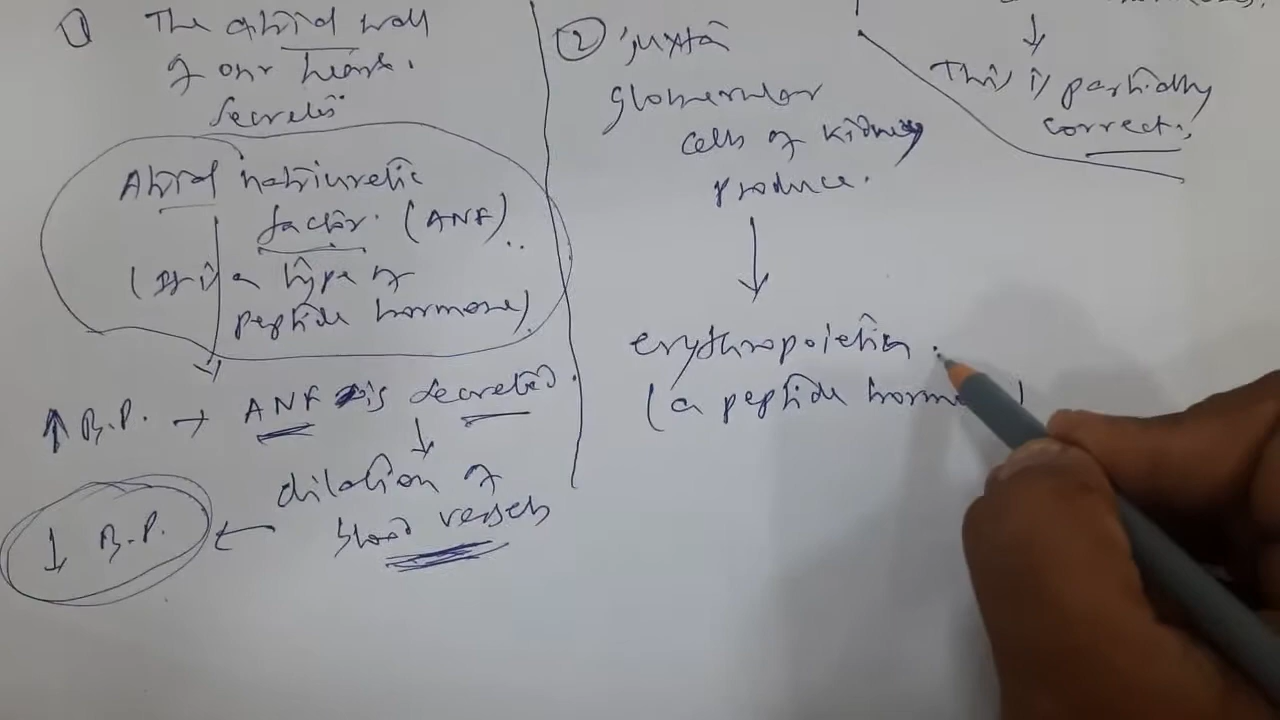 ① The atrial wall
of our heart.
secretes
Atrial natriuretic
factor. (ANF)..
(It is a type of
peptide hormone).
↑ B.P. → ANF is secreted.
dilation of
blood vessels
↓ B.P.
② juxta
glomerular
cells of kidney
produce.
erythropoietin.
(a peptide horm )
This is partially
correct.